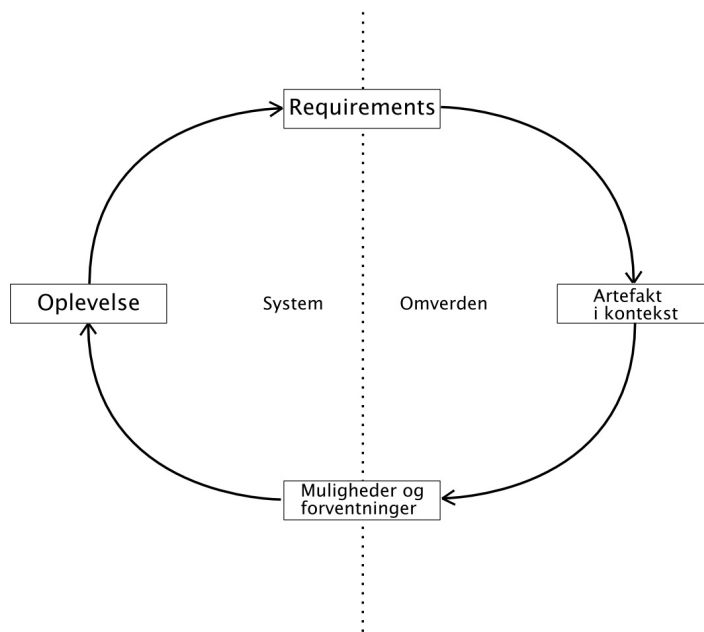 Requirements
Oplevelse
System
Omverden
Artefakt
i kontekst
Muligheder og
forventninger